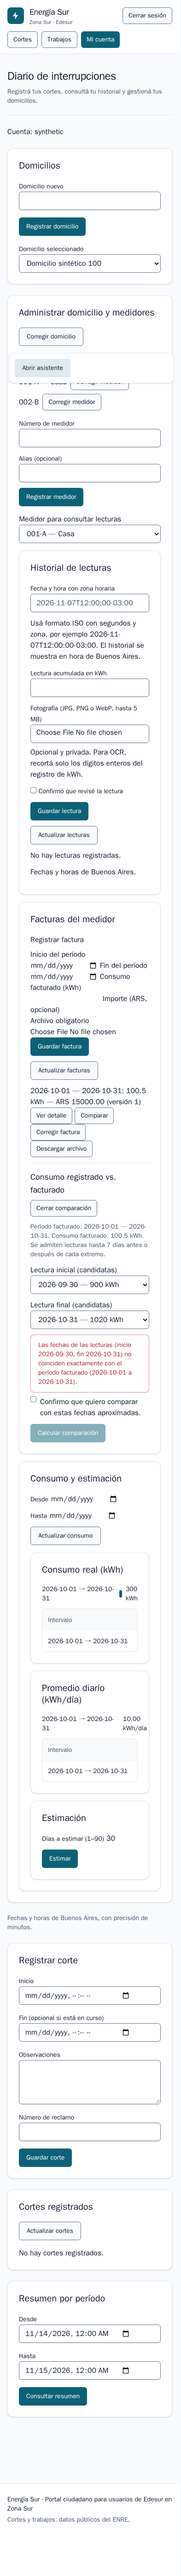 Energía Sur
Zona Sur · Edesur
Cerrar sesión
Cortes
Trabajos
Mi cuenta
Diario de interrupciones
Registrá tus cortes, consultá tu historial y gestioná tus
domicilios.
Cuenta: synthetic
Domicilios
Domicilio nuevo
Registrar domicilio
Domicilio seleccionado
Domicilio sintético 100
Administrar domicilio y medidores
Corregir domicilio
Abrir asistente
002-B
Corregir medidor
Número de medidor
Alias (opcional)
Registrar medidor
Medidor para consultar lecturas
001-A — Casa
Historial de lecturas
Fecha y hora con zona horaria
2026-11-07T12:00:00-03:00
Usá formato ISO con segundos y
zona, por ejemplo 2026-11-
07T12:00:00-03:00. El historial se
muestra en hora de Buenos Aires.
Lectura acumulada en kWh
Fotografía (JPG, PNG o WebP, hasta 5
MB)
Choose File No file chosen
Opcional y privada. Para OCR,
recortá solo los dígitos enteros del
registro de kWh.
Confirmo que revisé la lectura
Guardar lectura
Actualizar lecturas
No hay lecturas registradas.
Fechas y horas de Buenos Aires.
Facturas del medidor
Registrar factura
Inicio del período
mm/dd/yyyy Fin del período
mm/dd/yyyy Consumo
facturado (kWh)
Importe (ARS,
opcional)
Archivo obligatorio
Choose File No file chosen
Guardar factura
Actualizar facturas
2026-10-01 — 2026-10-31: 100.5
kWh — ARS 15000.00 (versión 1)
Ver detalle
Comparar
Corregir factura
Descargar archivo
Consumo registrado vs.
facturado
Cerrar comparación
Período facturado: 2026-10-01 — 2026-
10-31. Consumo facturado: 100.5 kWh.
Se admiten lecturas hasta 7 días antes o
después de cada extremo.
Lectura inicial (candidatas)
2026-09-30 — 900 kWh
Lectura final (candidatas)
2026-10-31 — 1020 kWh
Las fechas de las lecturas (inicio
2026-09-30, fin 2026-10-31) no
coinciden exactamente con el
período facturado (2026-10-01 a
2026-10-31).
Confirmo que quiero comparar
con estas fechas aproximadas.
Calcular comparación
Consumo y estimación
Desde mm/dd/yyyy
Hasta mm/dd/yyyy
Actualizar consumo
Consumo real (kWh)
2026-10-01 → 2026-10-
31
300
kWh
Intervalo
2026-10-01 → 2026-10-31
Promedio diario
(kWh/día)
2026-10-01 → 2026-10-
31
10.00
kWh/día
Intervalo
2026-10-01 → 2026-10-31
Estimación
Días a estimar (1–90) 30
Estimar
Fechas y horas de Buenos Aires, con precisión de
minutos.
Registrar corte
Inicio
mm/dd/yyyy, --:-- --
Fin (opcional si está en curso)
mm/dd/yyyy, --:-- --
Observaciones
Número de reclamo
Guardar corte
Cortes registrados
Actualizar cortes
No hay cortes registrados.
Resumen por período
Desde
11/14/2026, 12:00 AM
Hasta
11/15/2026, 12:00 AM
Consultar resumen
Energía Sur · Portal ciudadano para usuarios de Edesur en
Zona Sur
Cortes y trabajos: datos públicos del ENRE.